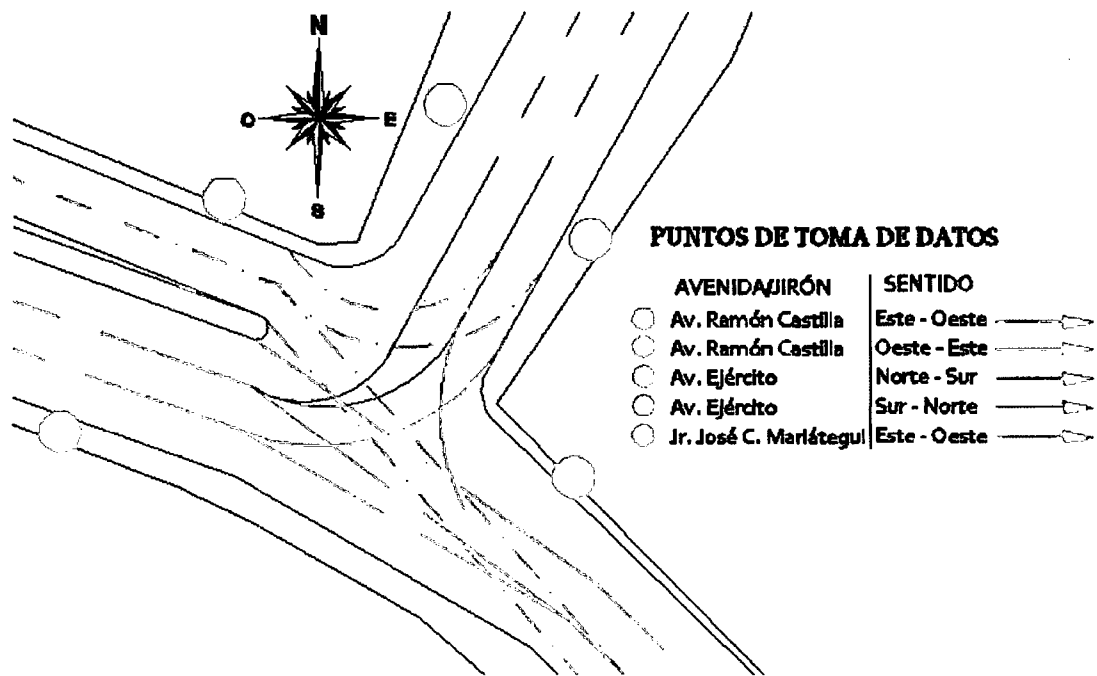 N
O E
S
PUNTOS DE TOMA DE DATOS
AVENIDA/JIRÓN SENTIDO
Av. Ramón Castilla Este - Oeste
Av. Ramón Castilla Oeste - Este
Av. Ejército Norte - Sur
Av. Ejército Sur - Norte
Jr. José C. Mariátegui Este - Oeste